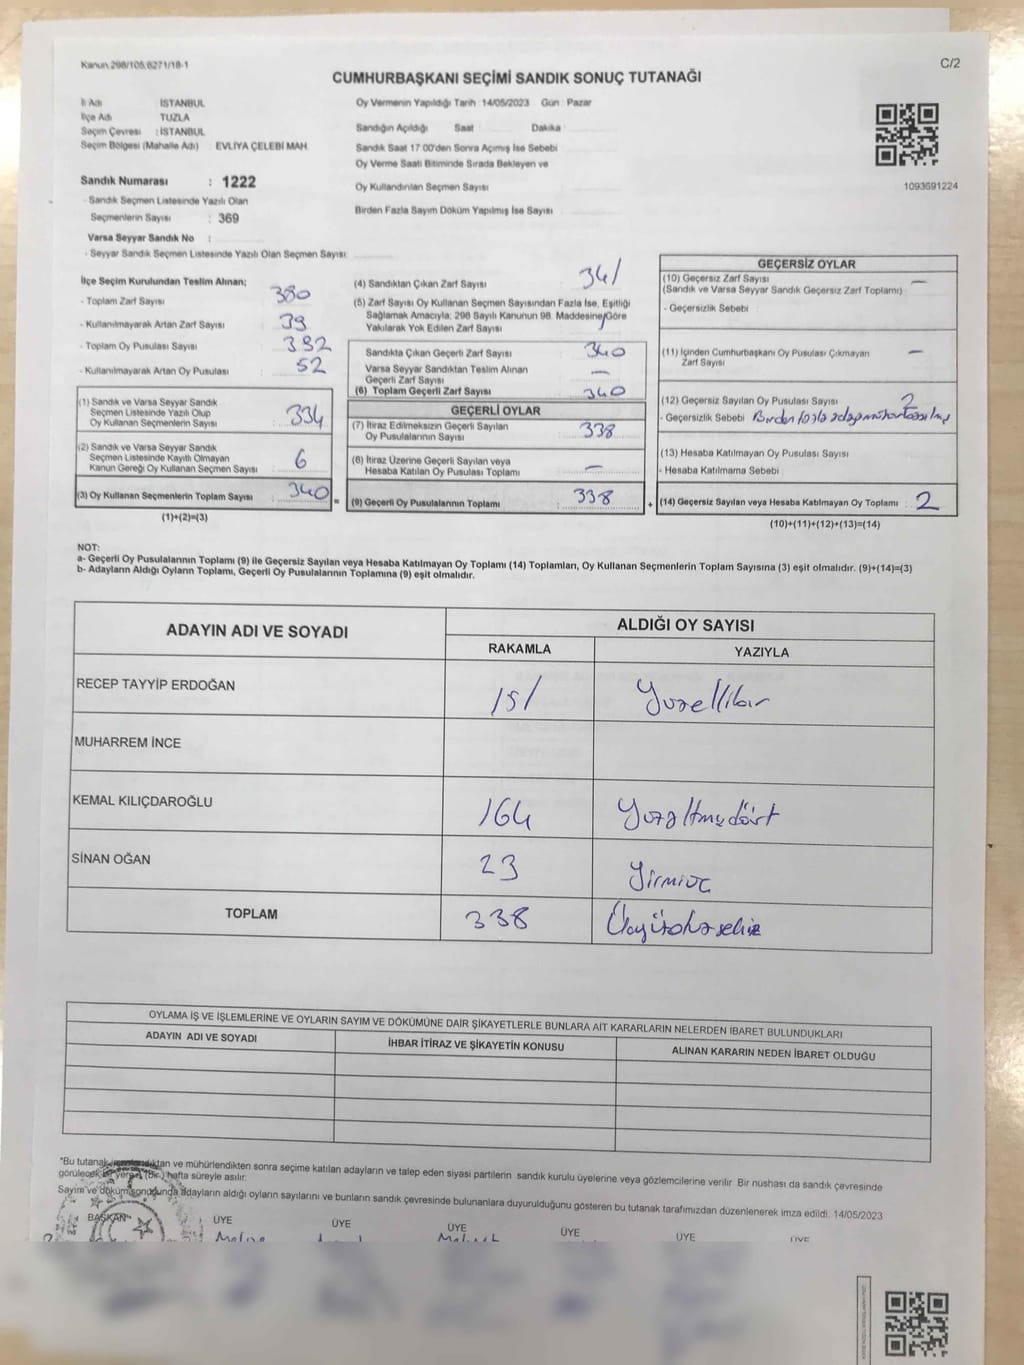 Kanun.298/105,6271/18-1
C/2
CUMHURBAŞKANI SEÇİMİ SANDIK SONUÇ TUTANAĞI
İl Adı İSTANBUL
İlçe Adı TUZLA
Seçim Çevresi : İSTANBUL
Seçim Bölgesi (Mahalle Adı) : EVLİYA ÇELEBİ MAH
Sandık Numarası : 1222
- Sandık Seçmen Listesinde Yazılı Olan
Seçmenlerin Sayısı : 369
Varsa Seyyar Sandık No :
- Seyyar Sandık Seçmen Listesinde Yazılı Olan Seçmen Sayısı:
Oy Vermenin Yapıldığı Tarih :14/05/2023 Gün : Pazar
Sandığın Açıldığı Saat Dakika
Sandık Saat 17.00'den Sonra Açımış İse Sebebi
Oy Verme Saati Bitiminde Sırada Bekleyen ve
Oy Kullandırılan Seçmen Sayısı
Birden Fazla Sayım Döküm Yapılmış İse Sayısı
1093691224
İlçe Seçim Kurulundan Teslim Alınan;
- Toplam Zarf Sayısı 380
- Kullanılmayarak Artan Zarf Sayısı 39
- Toplam Oy Pusulası Sayısı 392
- Kullanılmayarak Artan Oy Pusulası 52
(1) Sandık ve Varsa Seyyar Sandık
Seçmen Listesinde Yazılı Olup
Oy Kullanan Seçmenlerin Sayısı 334
(2) Sandık ve Varsa Seyyar Sandık
Seçmen Listesinde Kayıtlı Olmayan
Kanun Gereği Oy Kullanan Seçmen Sayısı 6
(3) Oy Kullanan Seçmenlerin Toplam Sayısı 340 =
(1)+(2)=(3)
(4) Sandıktan Çıkan Zarf Sayısı 341
(5) Zarf Sayısı Oy Kullanan Seçmen Sayısından Fazla İse, Eşitliği
Sağlamak Amacıyla; 298 Sayılı Kanunun 98. Maddesine Göre
Yakılarak Yok Edilen Zarf Sayısı 1
Sandıkta Çıkan Geçerli Zarf Sayısı 340
Varsa Seyyar Sandıktan Teslim Alınan
Geçerli Zarf Sayısı —
(6) Toplam Geçerli Zarf Sayısı 340
GEÇERLİ OYLAR
(7) İtiraz Edilmeksizin Geçerli Sayılan
Oy Pusulalarının Sayısı 338
(8) İtiraz Üzerine Geçerli Sayılan veya
Hesaba Katılan Oy Pusulası Toplamı —
(9) Geçerli Oy Pusulalarının Toplamı 338 +
GEÇERSİZ OYLAR
(10) Geçersiz Zarf Sayısı
(Sandık ve Varsa Seyyar Sandık Geçersiz Zarf Toplamı) —
- Geçersizlik Sebebi
(11) İçinden Cumhurbaşkanı Oy Pusulası Çıkmayan
Zarf Sayısı —
(12) Geçersiz Sayılan Oy Pusulası Sayısı 2
- Geçersizlik Sebebi Birden fazla
(13) Hesaba Katılmayan Oy Pusulası Sayısı
- Hesaba Katılmama Sebebi
(14) Geçersiz Sayılan veya Hesaba Katılmayan Oy Toplamı : 2
(10)+(11)+(12)+(13)=(14)
NOT:
a- Geçerli Oy Pusulalarının Toplamı (9) ile Geçersiz Sayılan veya Hesaba Katılmayan Oy Toplamı (14) Toplamları, Oy Kullanan Seçmenlerin Toplam Sayısına (3) eşit olmalıdır. (9)+(14)=(3)
b- Adayların Aldığı Oyların Toplamı, Geçerli Oy Pusulalarının Toplamına (9) eşit olmalıdır.
ADAYIN ADI VE SOYADI
ALDIĞI OY SAYISI
RAKAMLA YAZIYLA
RECEP TAYYİP ERDOĞAN 151 Yüzellibir
MUHARREM İNCE
KEMAL KILIÇDAROĞLU 164 Yüzaltmışdört
SİNAN OĞAN 23 Yirmiüç
TOPLAM 338 Üçyüzotuzsekiz
OYLAMA İŞ VE İŞLEMLERİNE VE OYLARIN SAYIM VE DÖKÜMÜNE DAİR ŞİKAYETLERLE BUNLARA AİT KARARLARIN NELERDEN İBARET BULUNDUKLARI
ADAYIN ADI VE SOYADI İHBAR İTİRAZ VE ŞİKAYETİN KONUSU ALINAN KARARIN NEDEN İBARET OLDUĞU
*Bu tutanak ve mühürlendikten sonra seçime katılan adayların ve talep eden siyasi partilerin sandık kurulu üyelerine veya gözlemcilerine verilir Bir nüshası da sandık çevresinde
görülecek bir yere (Bir) hafta süreyle asılır.
Sayım ve döküm sonucunda adayların aldığı oyların sayılarını ve bunların sandık çevresinde bulunanlara duyurulduğunu gösteren bu tutanak tarafımızdan düzenlenerek imza edildi. 14/05/2023
BAŞKAN ÜYE ÜYE ÜYE ÜYE ÜYE ÜYE